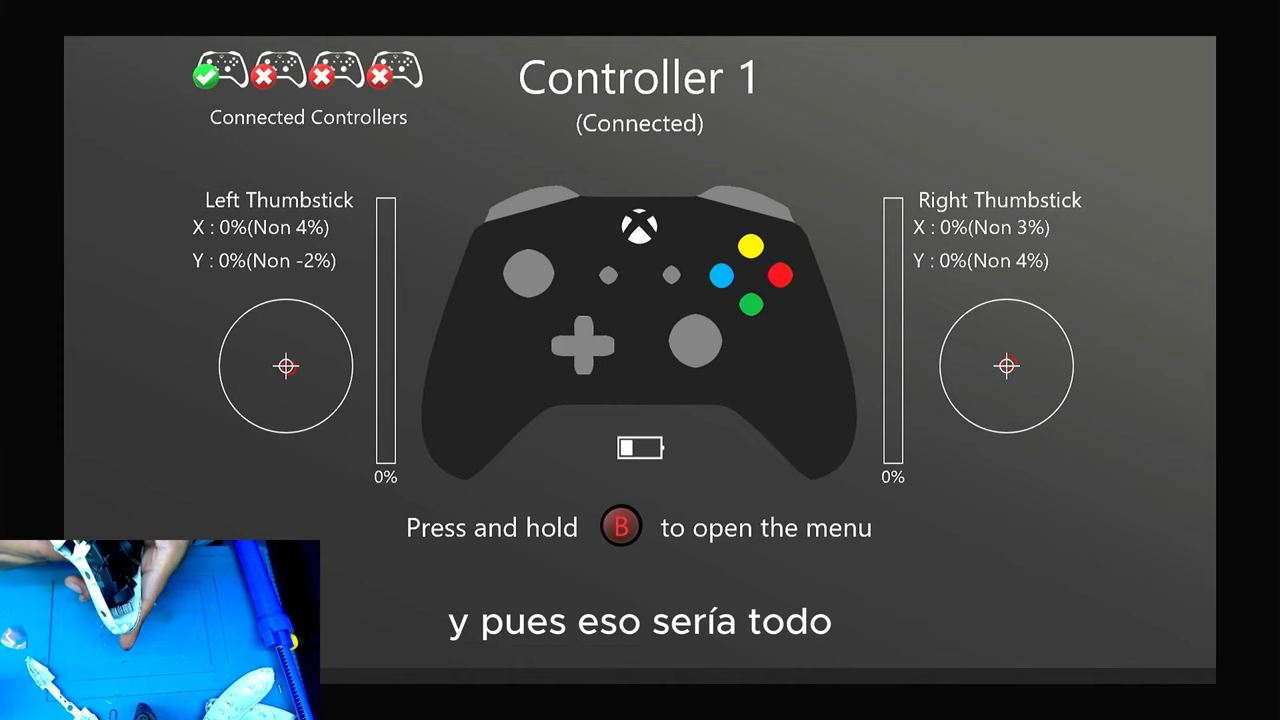 Controller 1
(Connected)
Connected Controllers
Left Thumbstick
X : 0%(Non 4%)
Y : 0%(Non -2%)
0%
Right Thumbstick
X : 0%(Non 3%)
Y : 0%(Non 4%)
0%
Press and hold B to open the menu
y pues eso sería todo